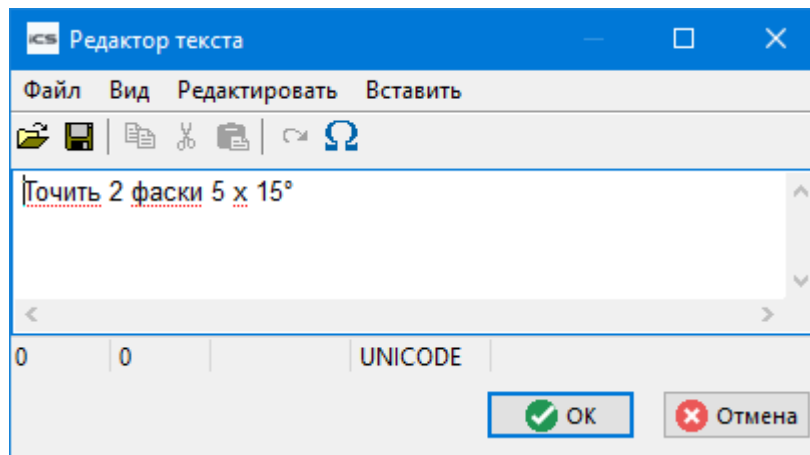 iCS Редактор текста
Файл Вид Редактировать Вставить
Ω
Точить 2 фаски 5 x 15°
0 0 UNICODE
OK Отмена